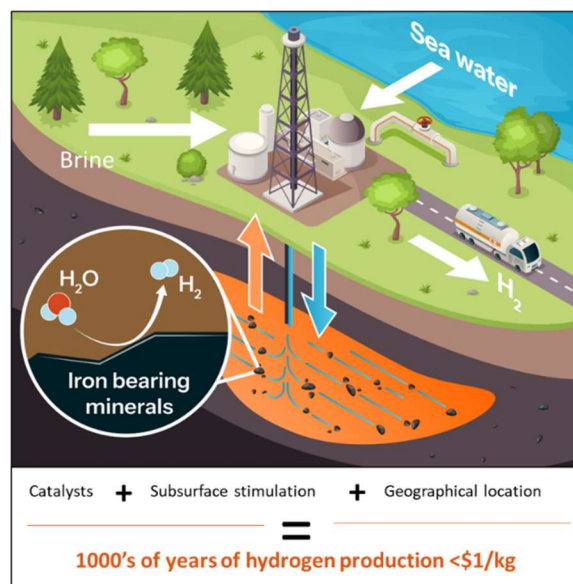 Sea water
Brine
H₂O
H₂
H₂
Iron bearing
minerals
Catalysts + Subsurface stimulation + Geographical location
=
1000's of years of hydrogen production <$1/kg